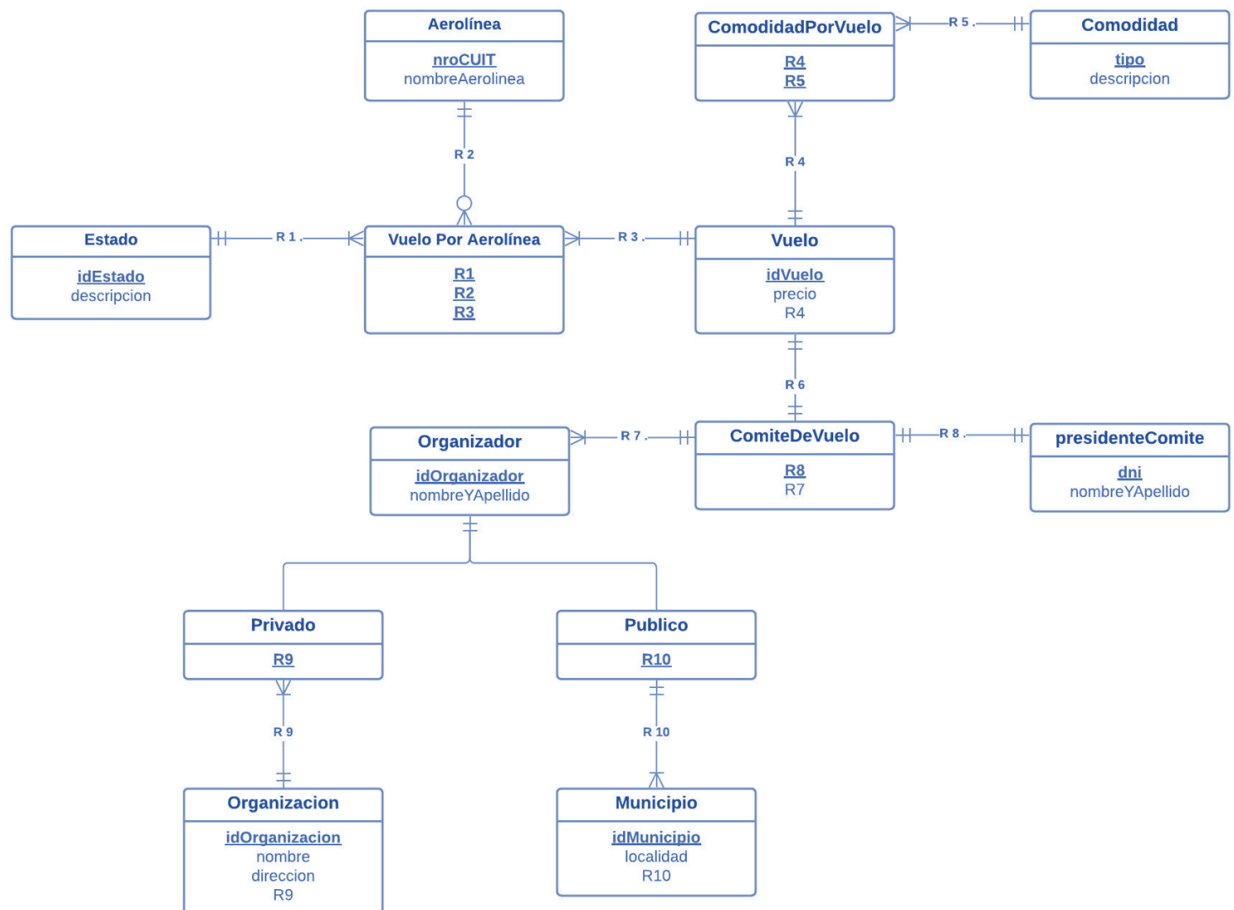 Aerolínea
nroCUIT
nombreAerolinea
ComodidadPorVuelo
R4
R5
R 5 .
Comodidad
tipo
descripcion
R 2
R 4
Estado
idEstado
descripcion
R 1 .
Vuelo Por Aerolínea
R1
R2
R3
R 3 .
Vuelo
idVuelo
precio
R4
R 6
Organizador
idOrganizador
nombreYApellido
R 7 .
ComiteDeVuelo
R8
R7
R 8 .
presidenteComite
dni
nombreYApellido
Privado
R9
Publico
R10
R 9
R 10
Organizacion
idOrganizacion
nombre
direccion
R9
Municipio
idMunicipio
localidad
R10